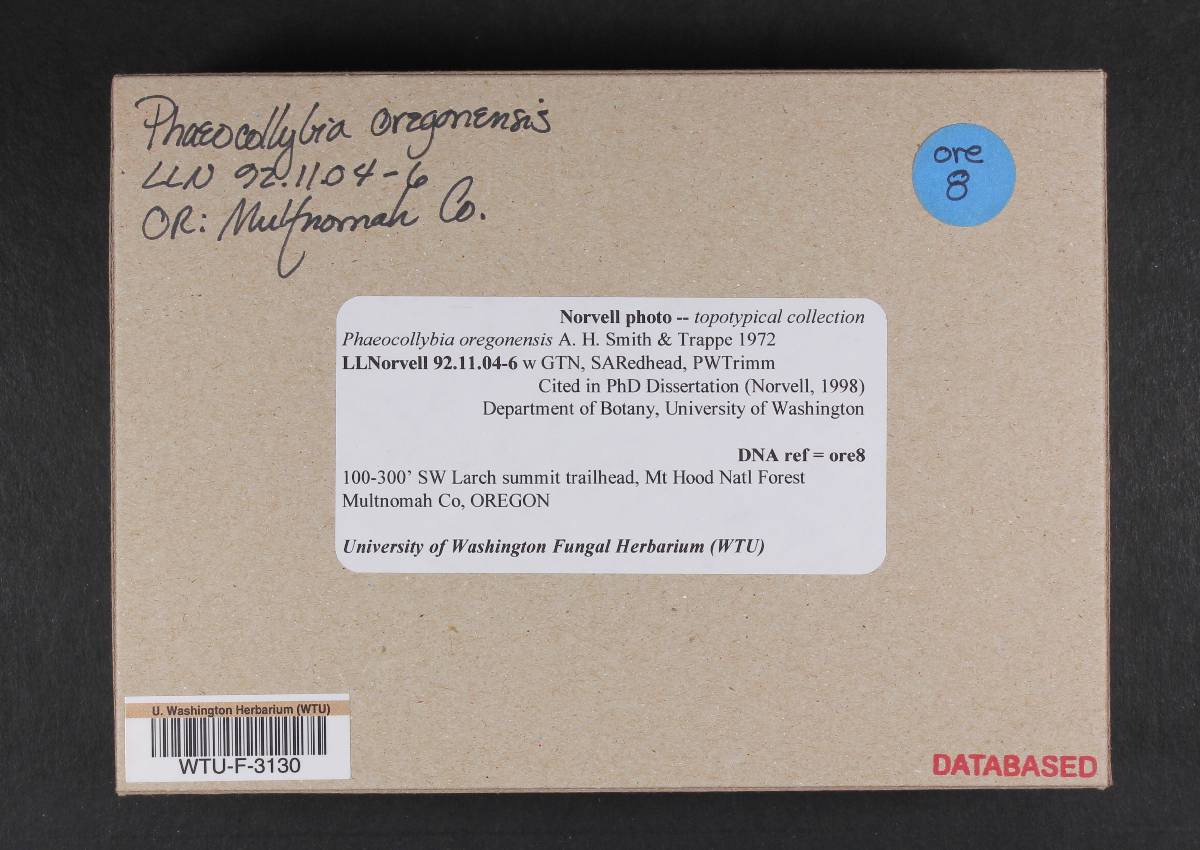 Phaeocollybia oregonensis
LLN 92.11.04-6
OR: Multnomah Co.
ore
8
Norvell photo -- topotypical collection
Phaeocollybia oregonensis A. H. Smith & Trappe 1972
LLNorvell 92.11.04-6 w GTN, SARedhead, PWTrimm
Cited in PhD Dissertation (Norvell, 1998)
Department of Botany, University of Washington
DNA ref = ore8
100-300’ SW Larch summit trailhead, Mt Hood Natl Forest
Multnomah Co, OREGON
University of Washington Fungal Herbarium (WTU)
U. Washington Herbarium (WTU)
WTU-F-3130
DATABASED